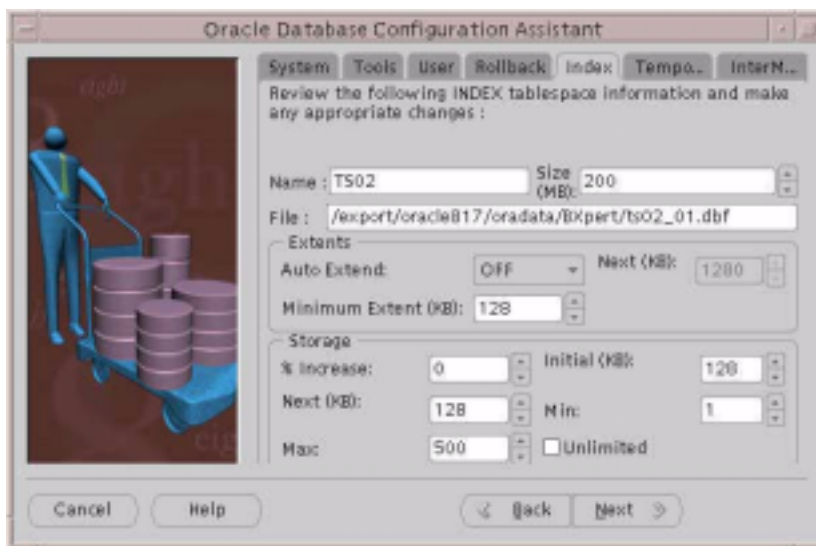 Oracle Database Configuration Assistant
System Tools User Rollback Index Tempo... InterM...
Review the following INDEX tablespace information and make
any appropriate changes :
Name : TS02 Size (MB): 200
File : /export/oracle817/oradata/BXpert/ts02_01.dbf
Extents
Auto Extend: OFF Next (KB): 1280
Minimum Extent (KB): 128
Storage
% Increase: 0 Initial (KB): 128
Next (KB): 128 Min: 1
Max: 500 Unlimited
Cancel Help Back Next
eight